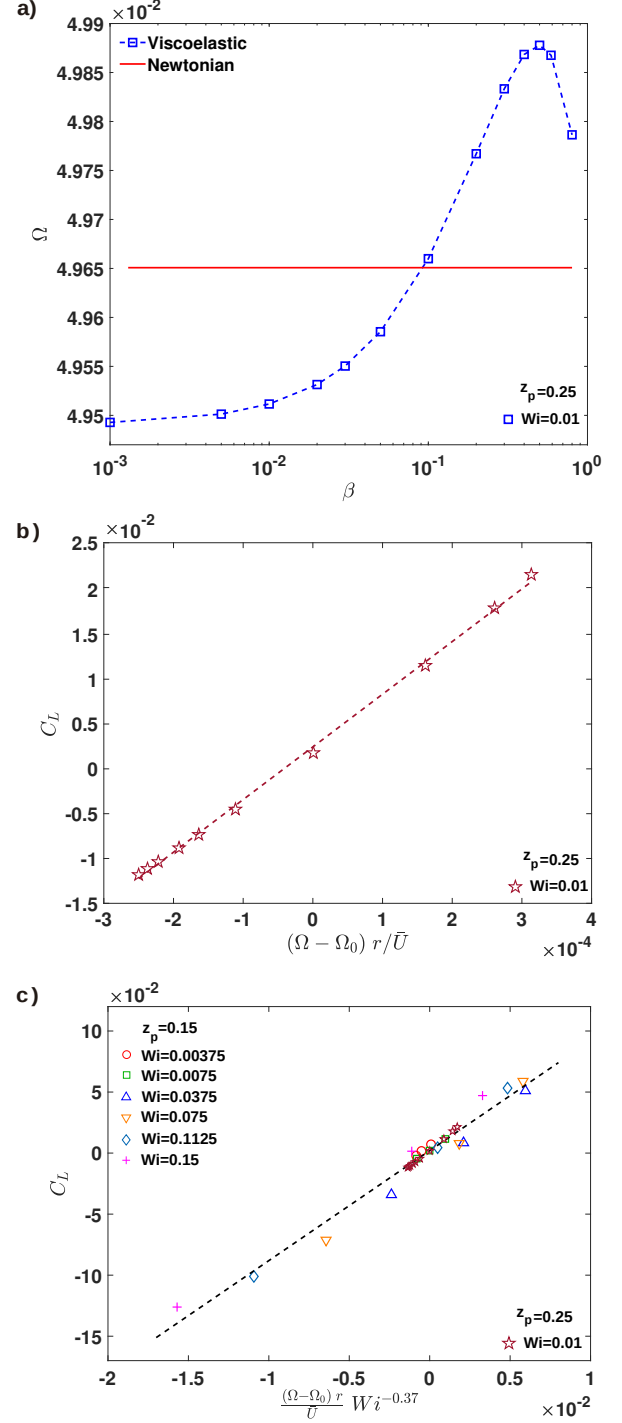 a)
×10⁻²
4.99
4.985
4.98
4.975
4.97
4.965
4.96
4.955
4.95
Ω
Viscoelastic
Newtonian
z_p=0.25
Wi=0.01
10⁻³ 10⁻² 10⁻¹ 10⁰
β
b)
×10⁻²
2.5
2
1.5
1
0.5
0
-0.5
-1
-1.5
C_L
z_p=0.25
Wi=0.01
-3 -2 -1 0 1 2 3 4
(Ω − Ω₀) r/Ū
×10⁻⁴
c)
×10⁻²
10
5
0
-5
-10
-15
C_L
z_p=0.15
Wi=0.00375
Wi=0.0075
Wi=0.0375
Wi=0.075
Wi=0.1125
Wi=0.15
z_p=0.25
Wi=0.01
-2 -1.5 -1 -0.5 0 0.5 1
(Ω−Ω₀) r / Ū Wi^−0.37
×10⁻²